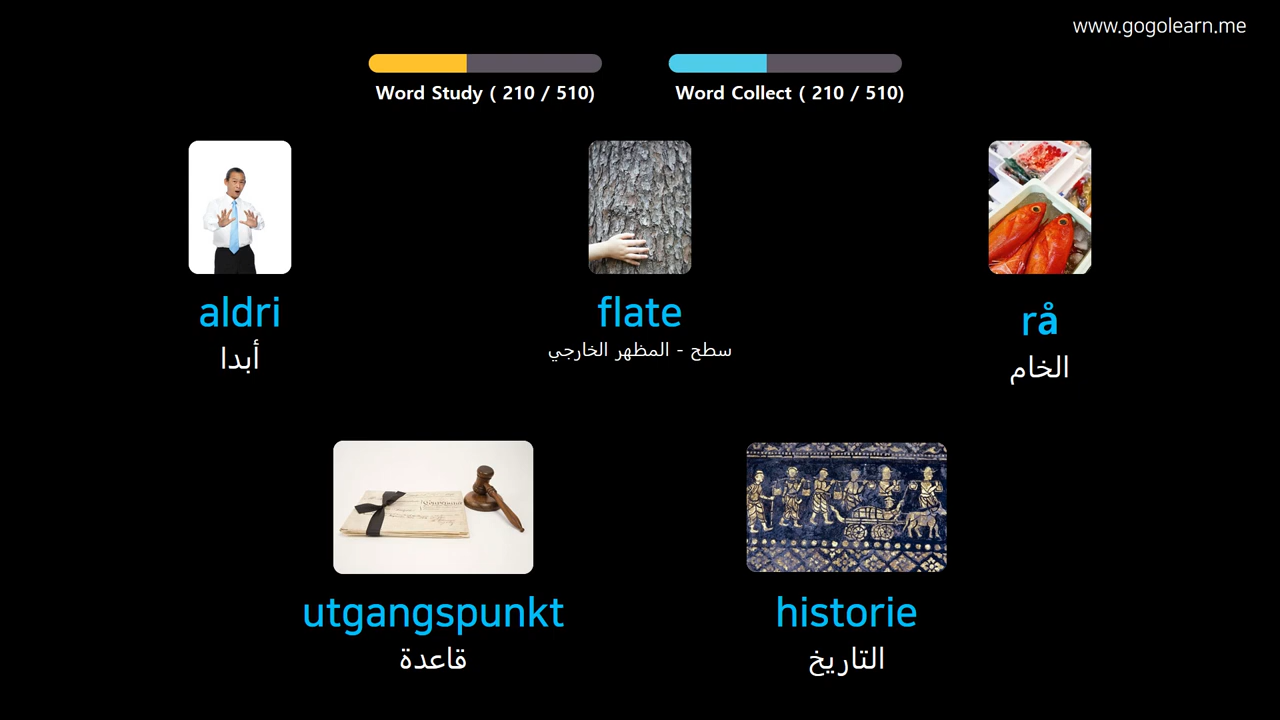 www.gogolearn.me
Word Study ( 210 / 510)
Word Collect ( 210 / 510)
aldri
أبدا
flate
سطح - المظهر الخارجي
rå
الخام
utgangspunkt
قاعدة
historie
التاريخ